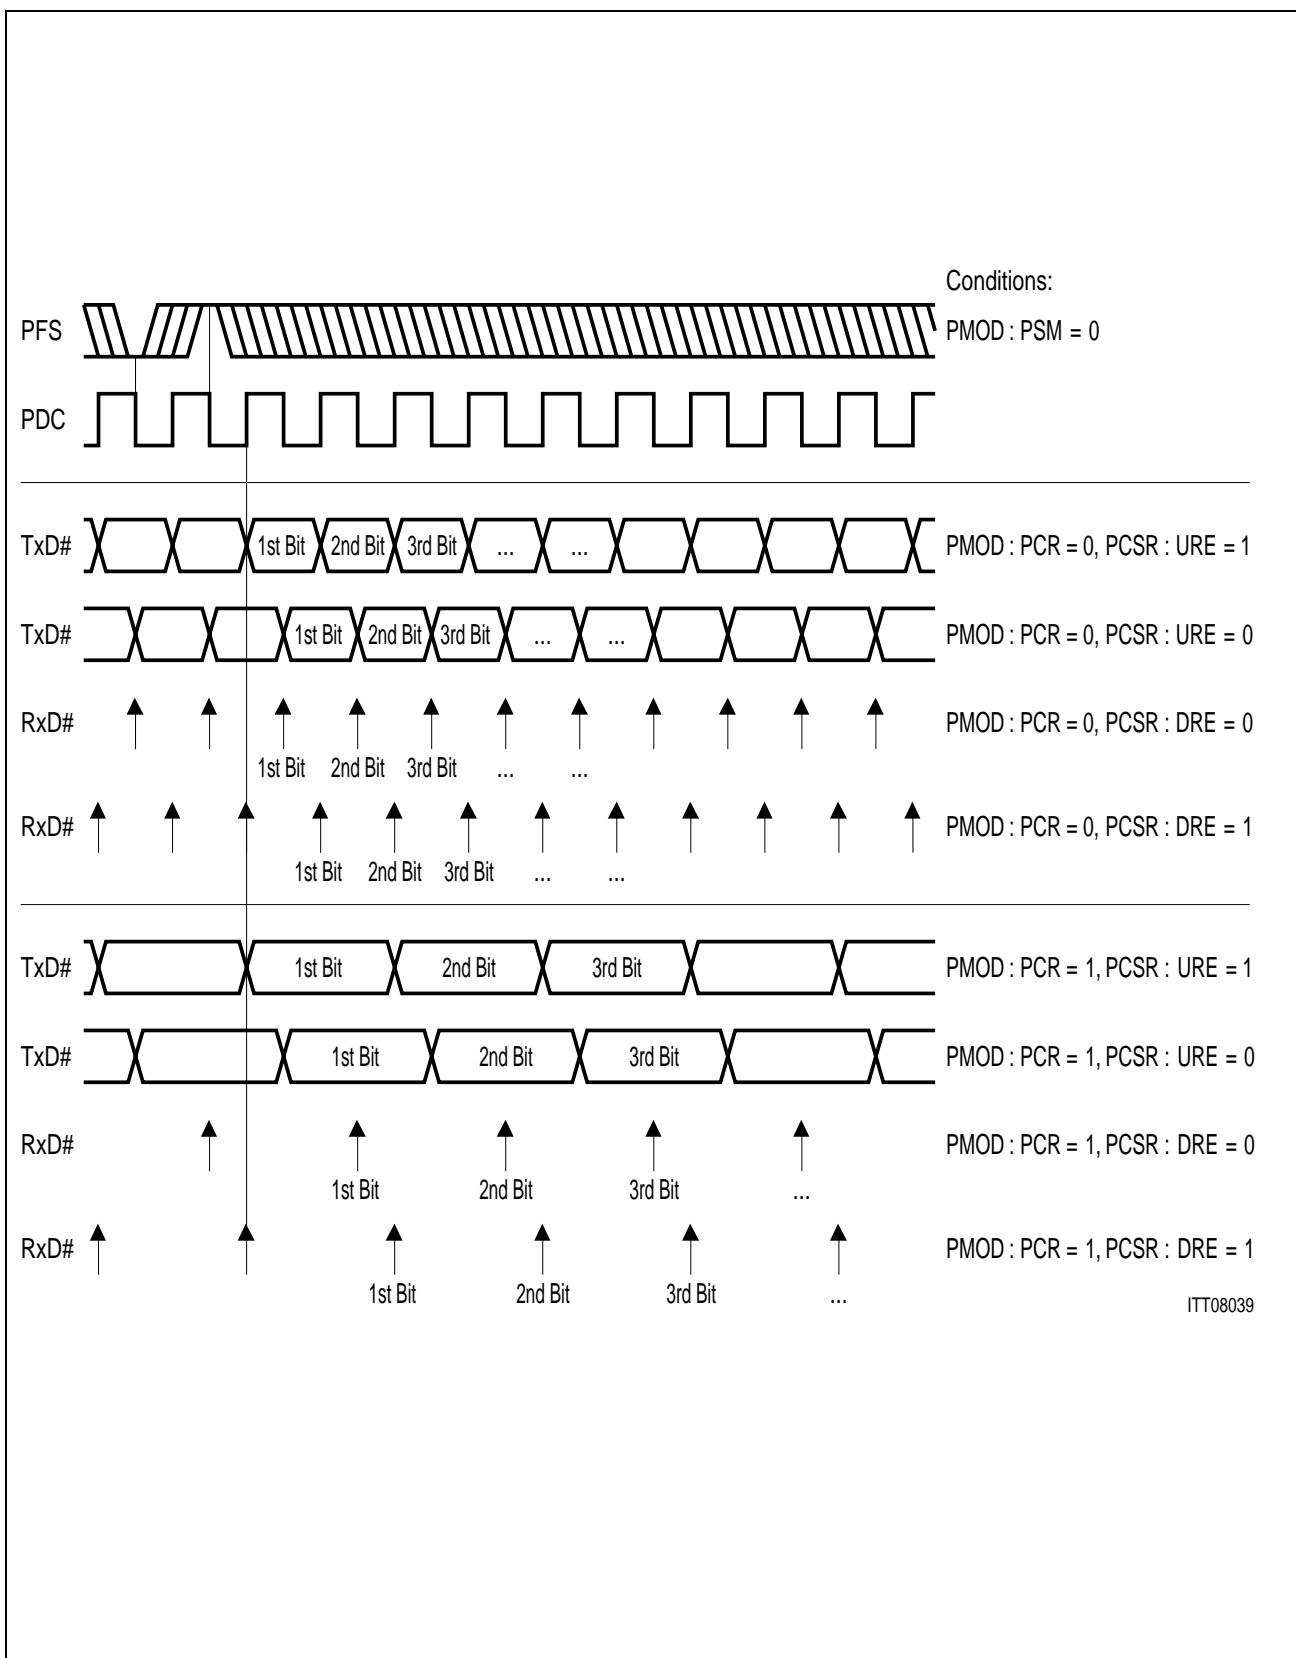 Conditions:
PFS PMOD : PSM = 0
PDC
TxD# 1st Bit 2nd Bit 3rd Bit ... ... PMOD : PCR = 0, PCSR : URE = 1
TxD# 1st Bit 2nd Bit 3rd Bit ... ... PMOD : PCR = 0, PCSR : URE = 0
RxD# PMOD : PCR = 0, PCSR : DRE = 0
1st Bit 2nd Bit 3rd Bit ... ...
RxD# PMOD : PCR = 0, PCSR : DRE = 1
1st Bit 2nd Bit 3rd Bit ... ...
TxD# 1st Bit 2nd Bit 3rd Bit PMOD : PCR = 1, PCSR : URE = 1
TxD# 1st Bit 2nd Bit 3rd Bit PMOD : PCR = 1, PCSR : URE = 0
RxD# PMOD : PCR = 1, PCSR : DRE = 0
1st Bit 2nd Bit 3rd Bit ...
RxD# PMOD : PCR = 1, PCSR : DRE = 1
1st Bit 2nd Bit 3rd Bit ...
ITT08039